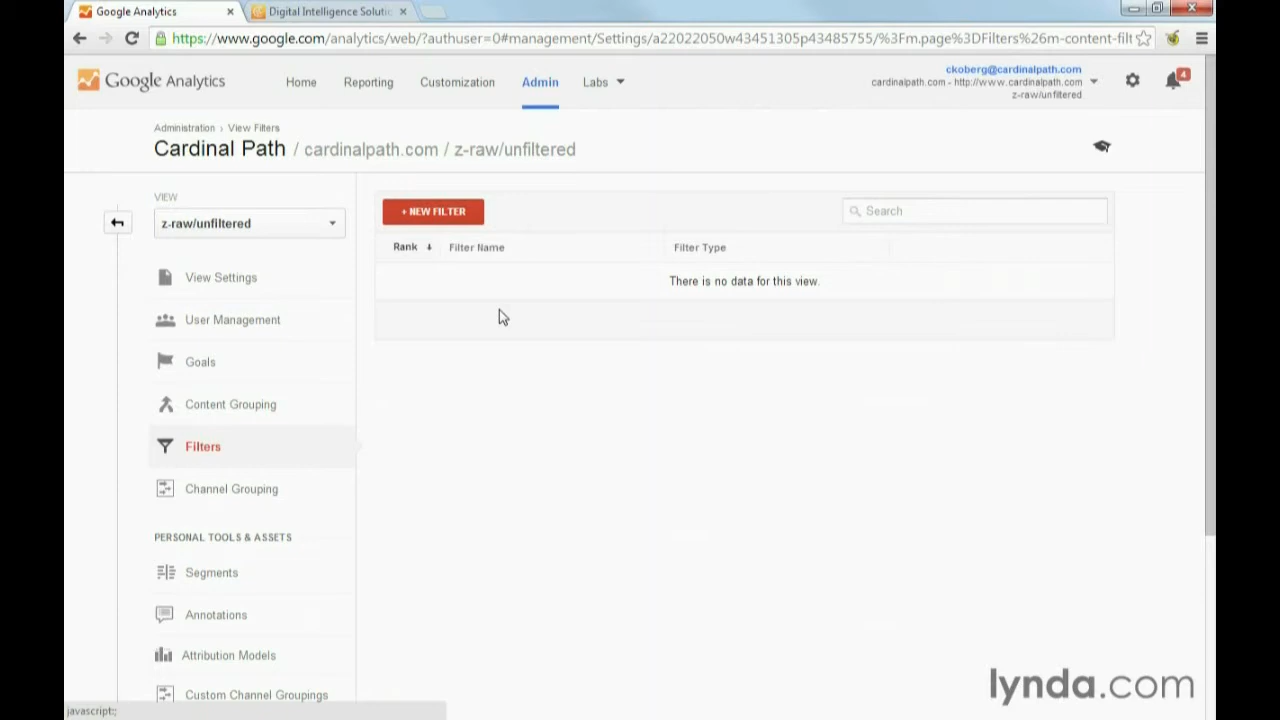 Google Analytics
Digital Intelligence Solutic
https://www.google.com/analytics/web/?authuser=0#management/Settings/a22022050w43451305p43485755/%3Fm.page%3DFilters%26m-content-filt
Google Analytics
Home
Reporting
Customization
Admin
Labs
ckoberg@cardinalpath.com
cardinalpath.com - http://www.cardinalpath.com
z-raw/unfiltered
4
Administration › View Filters
Cardinal Path / cardinalpath.com / z-raw/unfiltered
VIEW
z-raw/unfiltered
View Settings
User Management
Goals
Content Grouping
Filters
Channel Grouping
PERSONAL TOOLS & ASSETS
Segments
Annotations
Attribution Models
Custom Channel Groupings
+ NEW FILTER
Search
Rank
Filter Name
Filter Type
There is no data for this view.
javascript:;
lynda.com